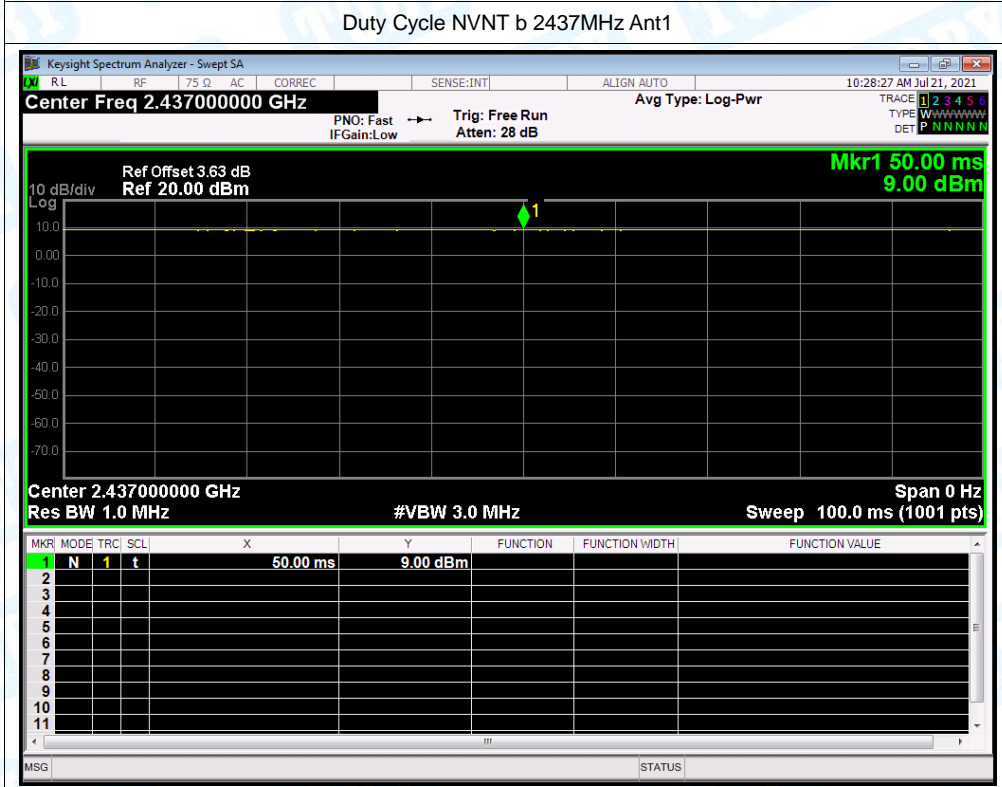 Duty Cycle NVNT b 2437MHz Ant1
Keysight Spectrum Analyzer - Swept SA
LXI RL RF 75 Ω AC CORREC SENSE:INT ALIGN AUTO 10:28:27 AM Jul 21, 2021
Center Freq 2.437000000 GHz Avg Type: Log-Pwr TRACE 1 2 3 4 5 6
PNO: Fast Trig: Free Run TYPE WWWWWWW
IFGain:Low Atten: 28 dB DET P N N N N N
Mkr1 50.00 ms
Ref Offset 3.63 dB
10 dB/div Ref 20.00 dBm 9.00 dBm
Log
1
10.0
0.00
-10.0
-20.0
-30.0
-40.0
-50.0
-60.0
-70.0
Center 2.437000000 GHz Span 0 Hz
Res BW 1.0 MHz #VBW 3.0 MHz Sweep 100.0 ms (1001 pts)
MKR MODE TRC SCL X Y FUNCTION FUNCTION WIDTH FUNCTION VALUE
1 N 1 t 50.00 ms 9.00 dBm
2
3
4
5
6
7
8
9
10
11
MSG STATUS